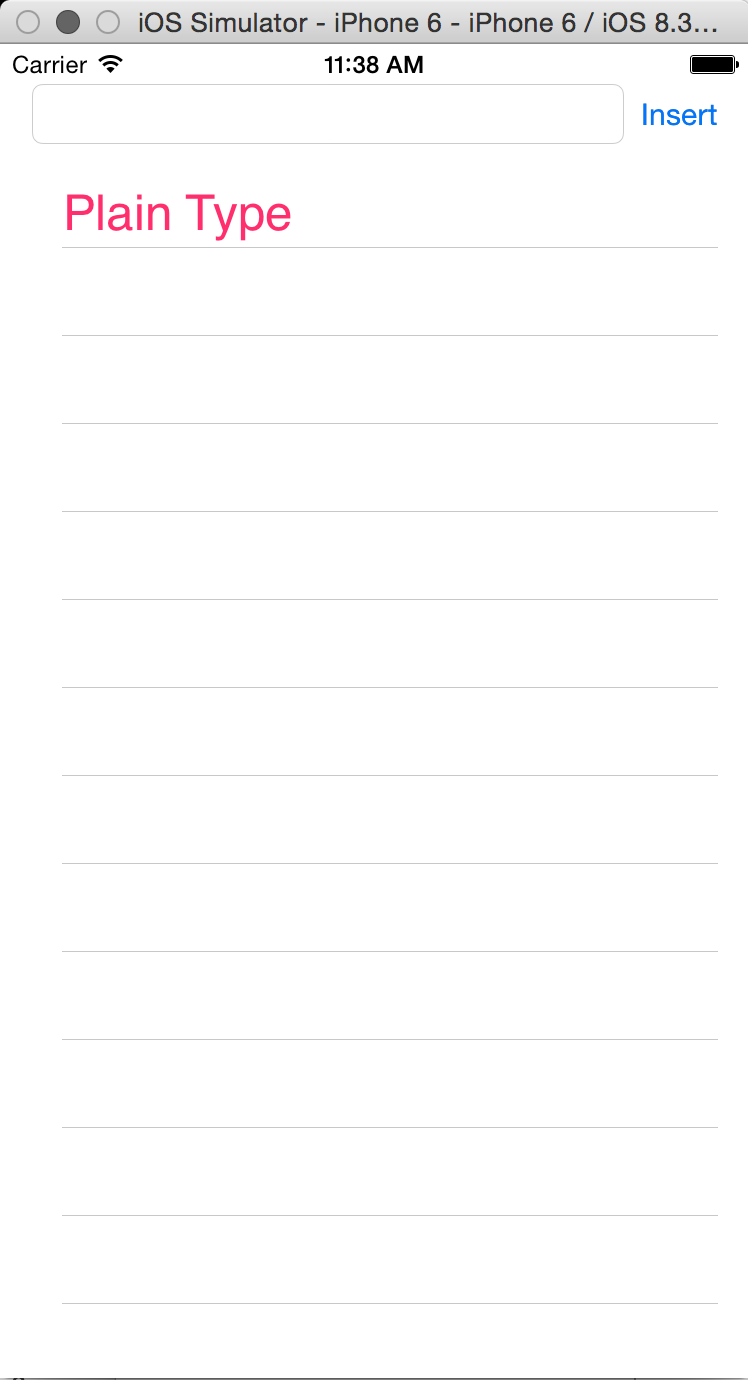 iOS Simulator - iPhone 6 - iPhone 6 / iOS 8.3...
Carrier 11:38 AM
Insert
Plain Type